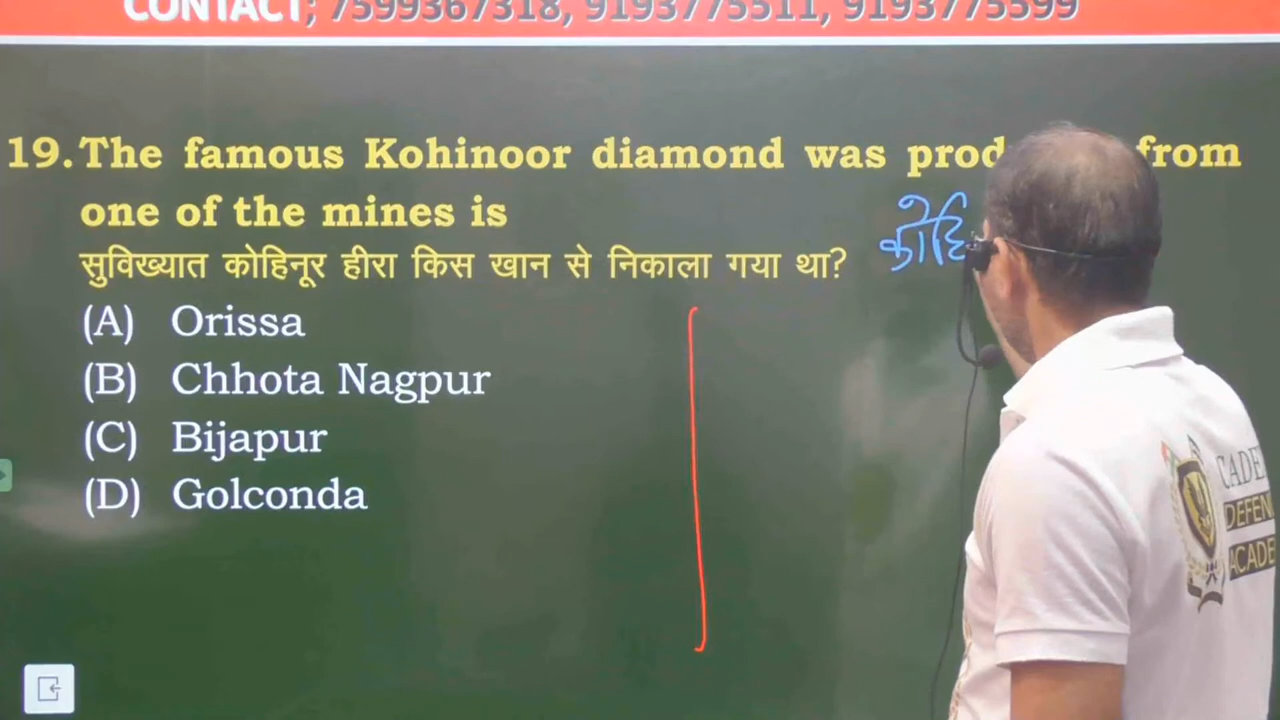 CONTACT; 7599367318, 9193775511, 9193775599
19. The famous Kohinoor diamond was from
one of the mines is
सुविख्यात कोहिनूर हीरा किस खान से निकाला गया था?
कोहि
(A) Orissa
(B) Chhota Nagpur
(C) Bijapur
(D) Golconda